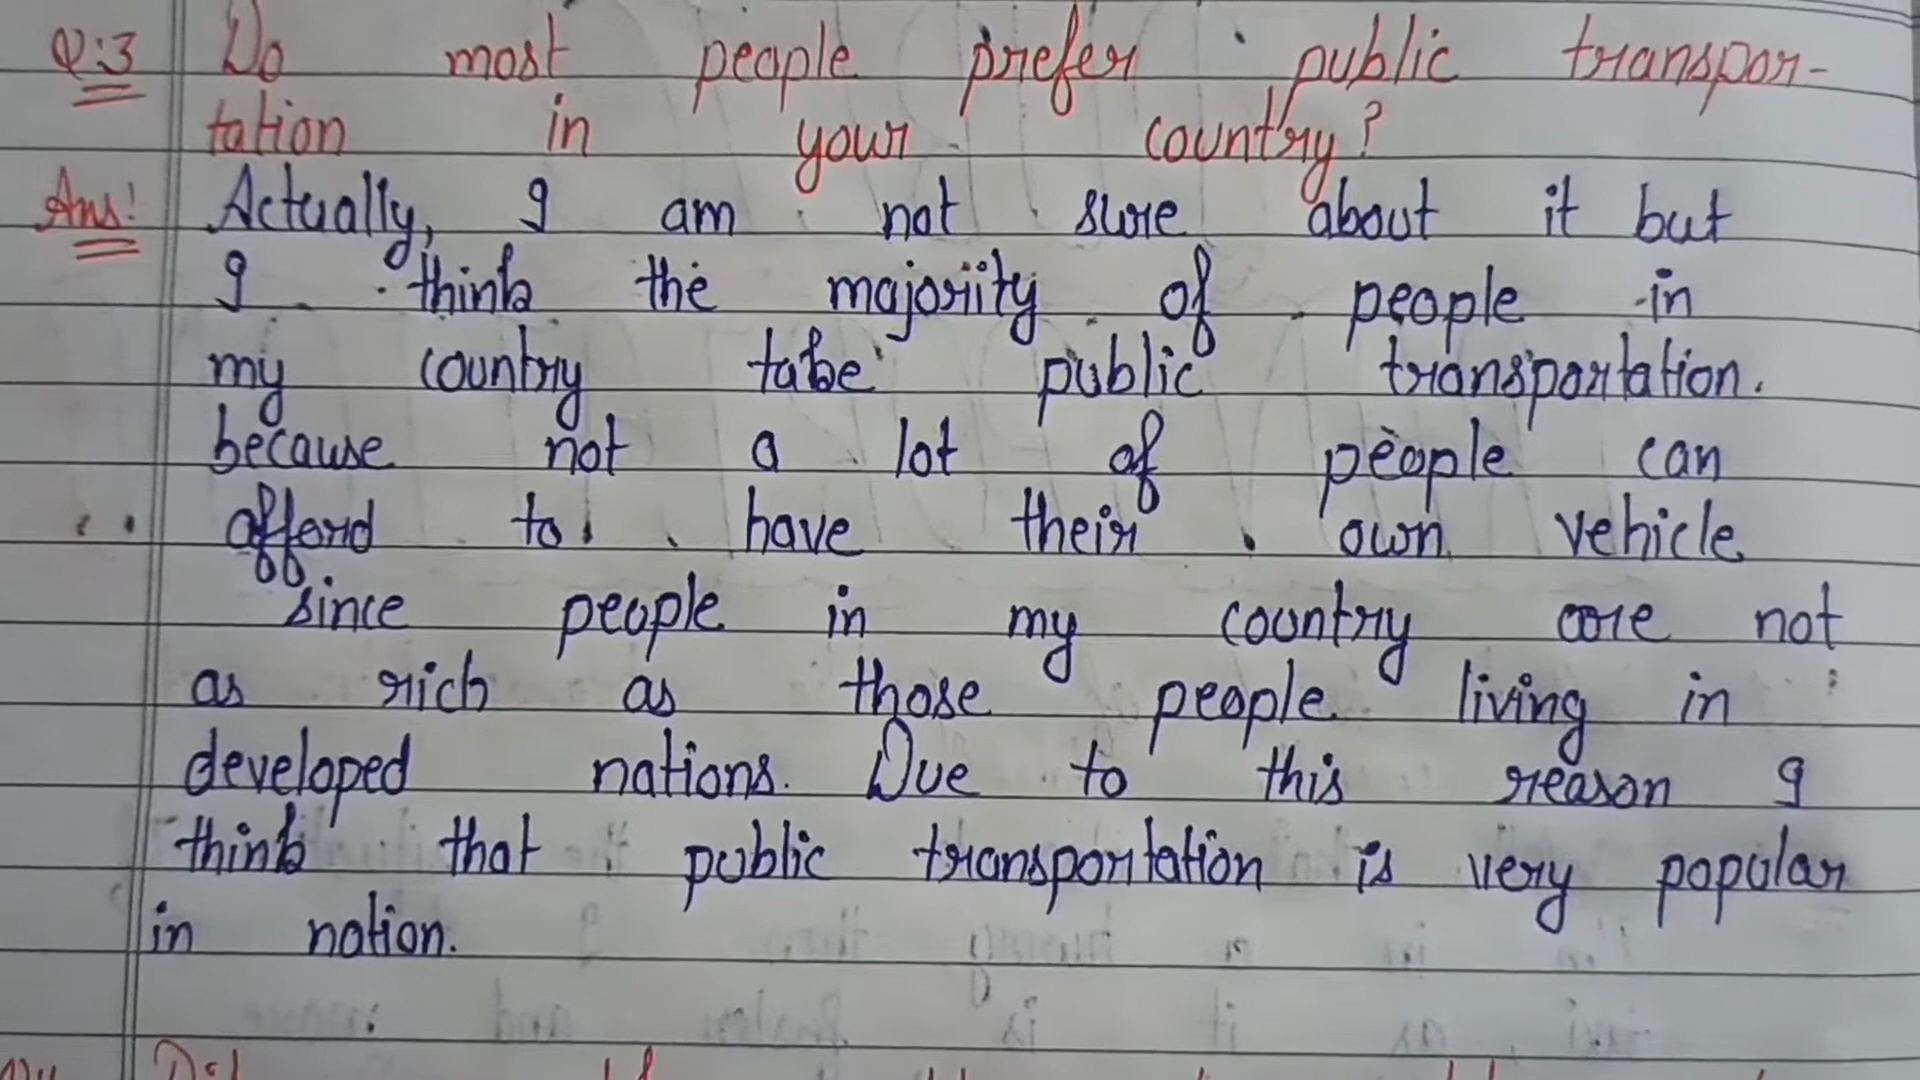 Q:3 Do most people prefer public transpor-
tation in your country?
Ans: Actually, I am not sure about it but
I think the majority of people in
my country take public transportation.
because not a lot of people can
afford to have their own vehicle
since people in my country are not
as rich as those people living in
developed nations. Due to this reason I
think that public transportation is very popular
in nation.